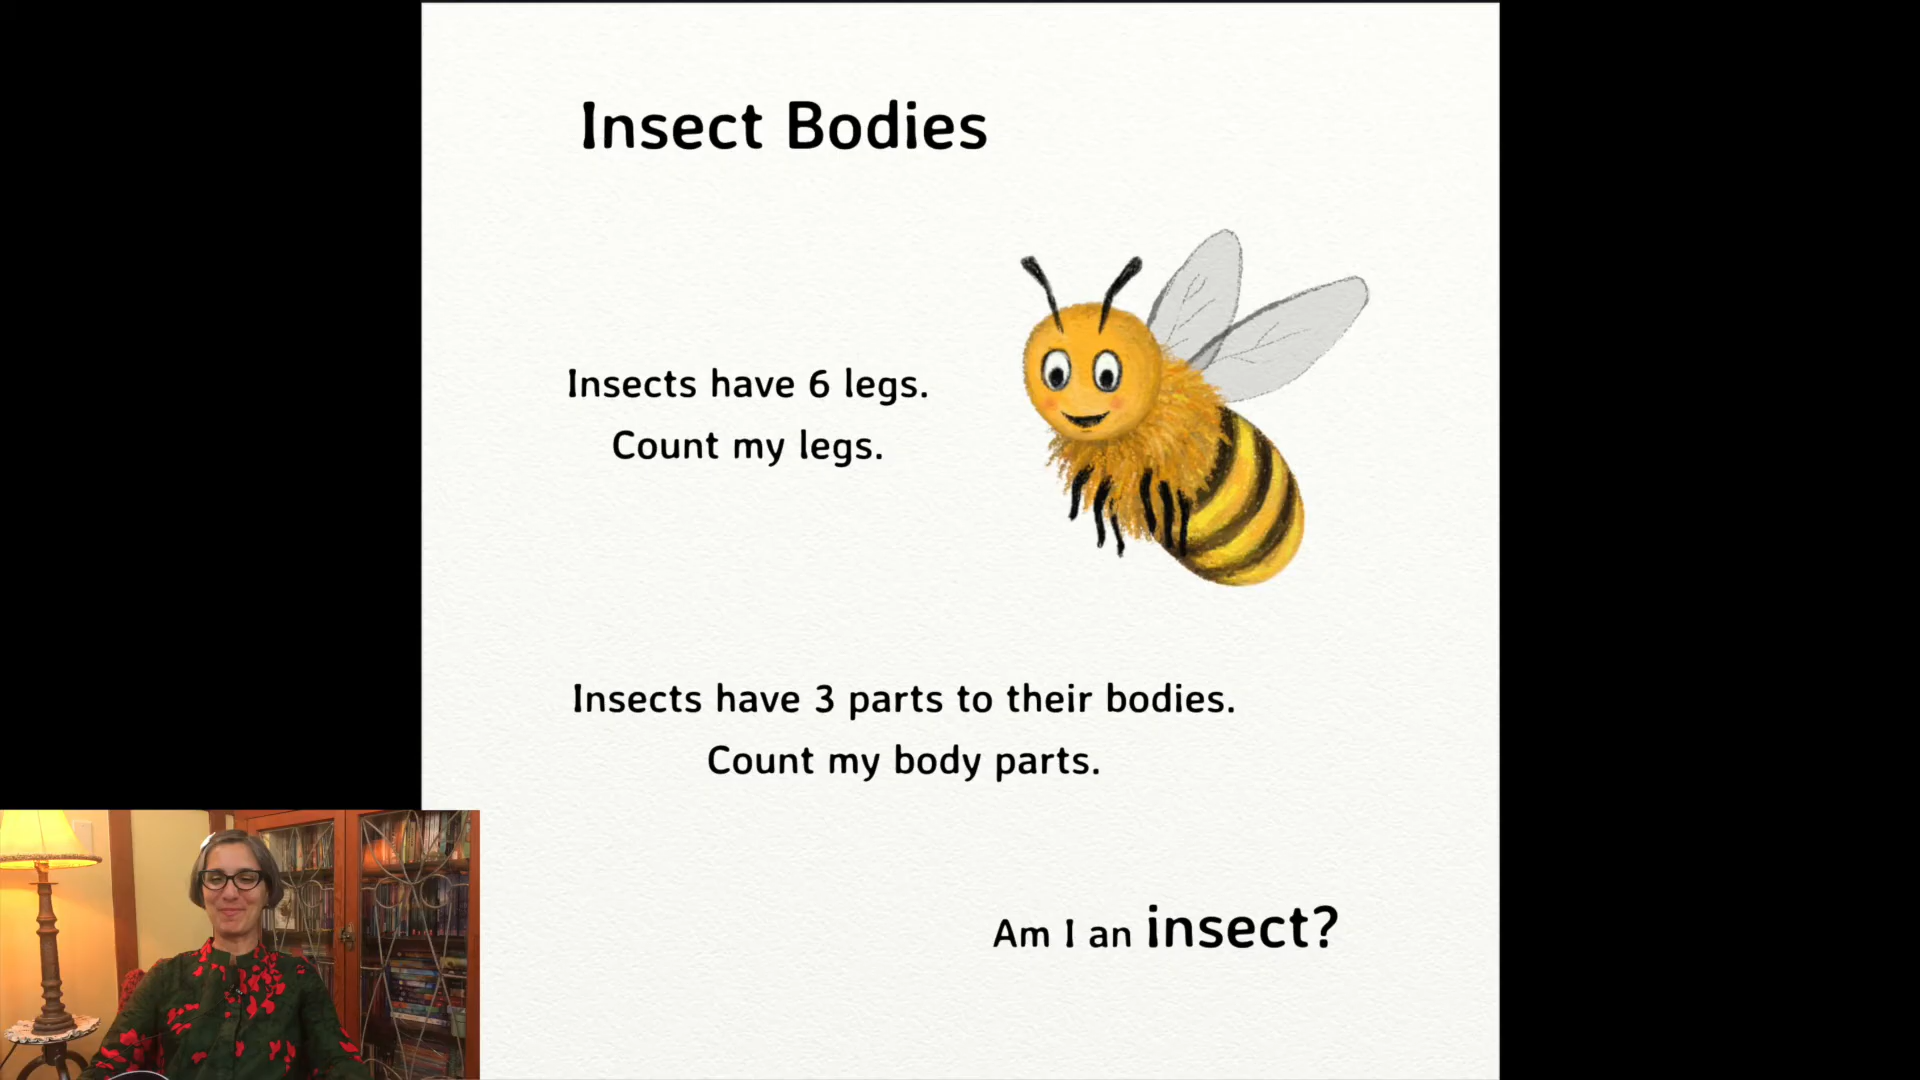 Insect Bodies
Insects have 6 legs.
Count my legs.
Insects have 3 parts to their bodies.
Count my body parts.
Am I an insect?